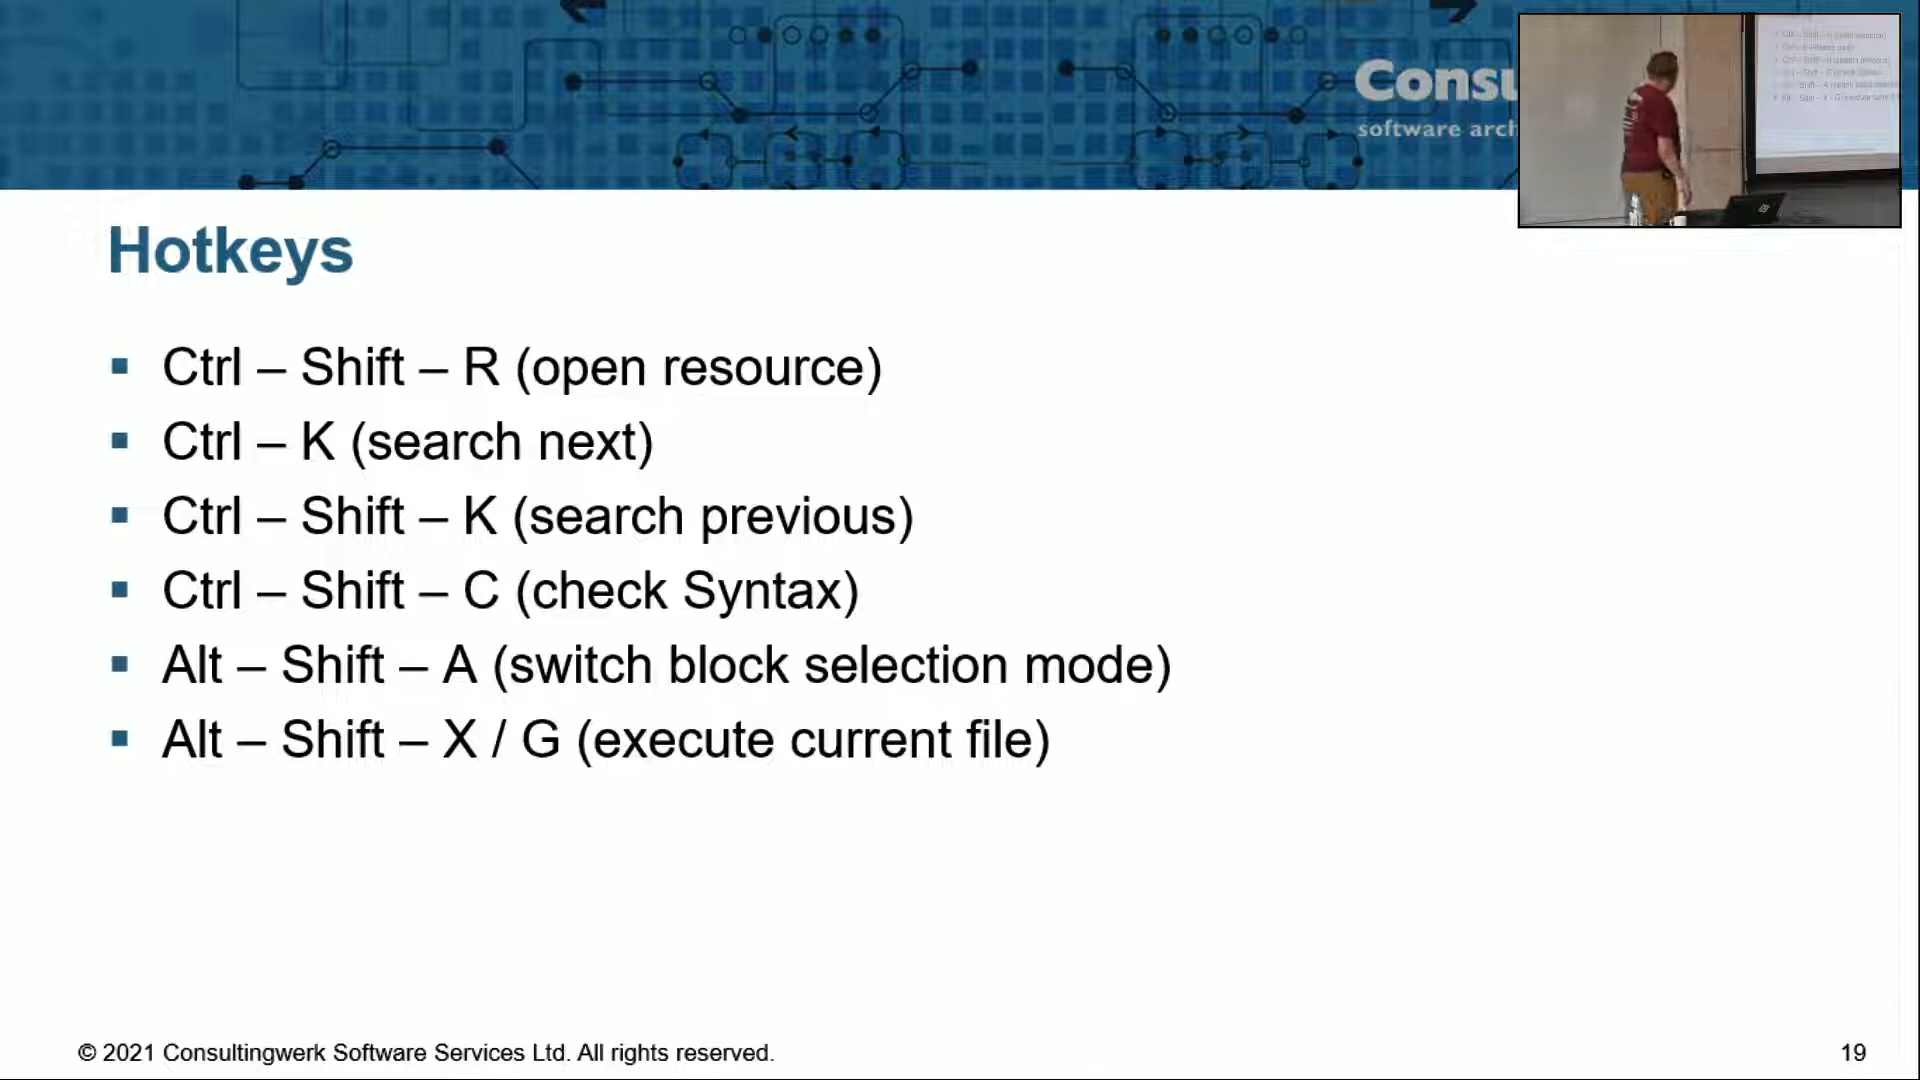 Consu
software arch
Hotkeys
Ctrl – Shift – R (open resource)
Ctrl – K (search next)
Ctrl – Shift – K (search previous)
Ctrl – Shift – C (check Syntax)
Alt – Shift – A (switch block selection mode)
Alt – Shift – X / G (execute current file)
© 2021 Consultingwerk Software Services Ltd. All rights reserved.
19